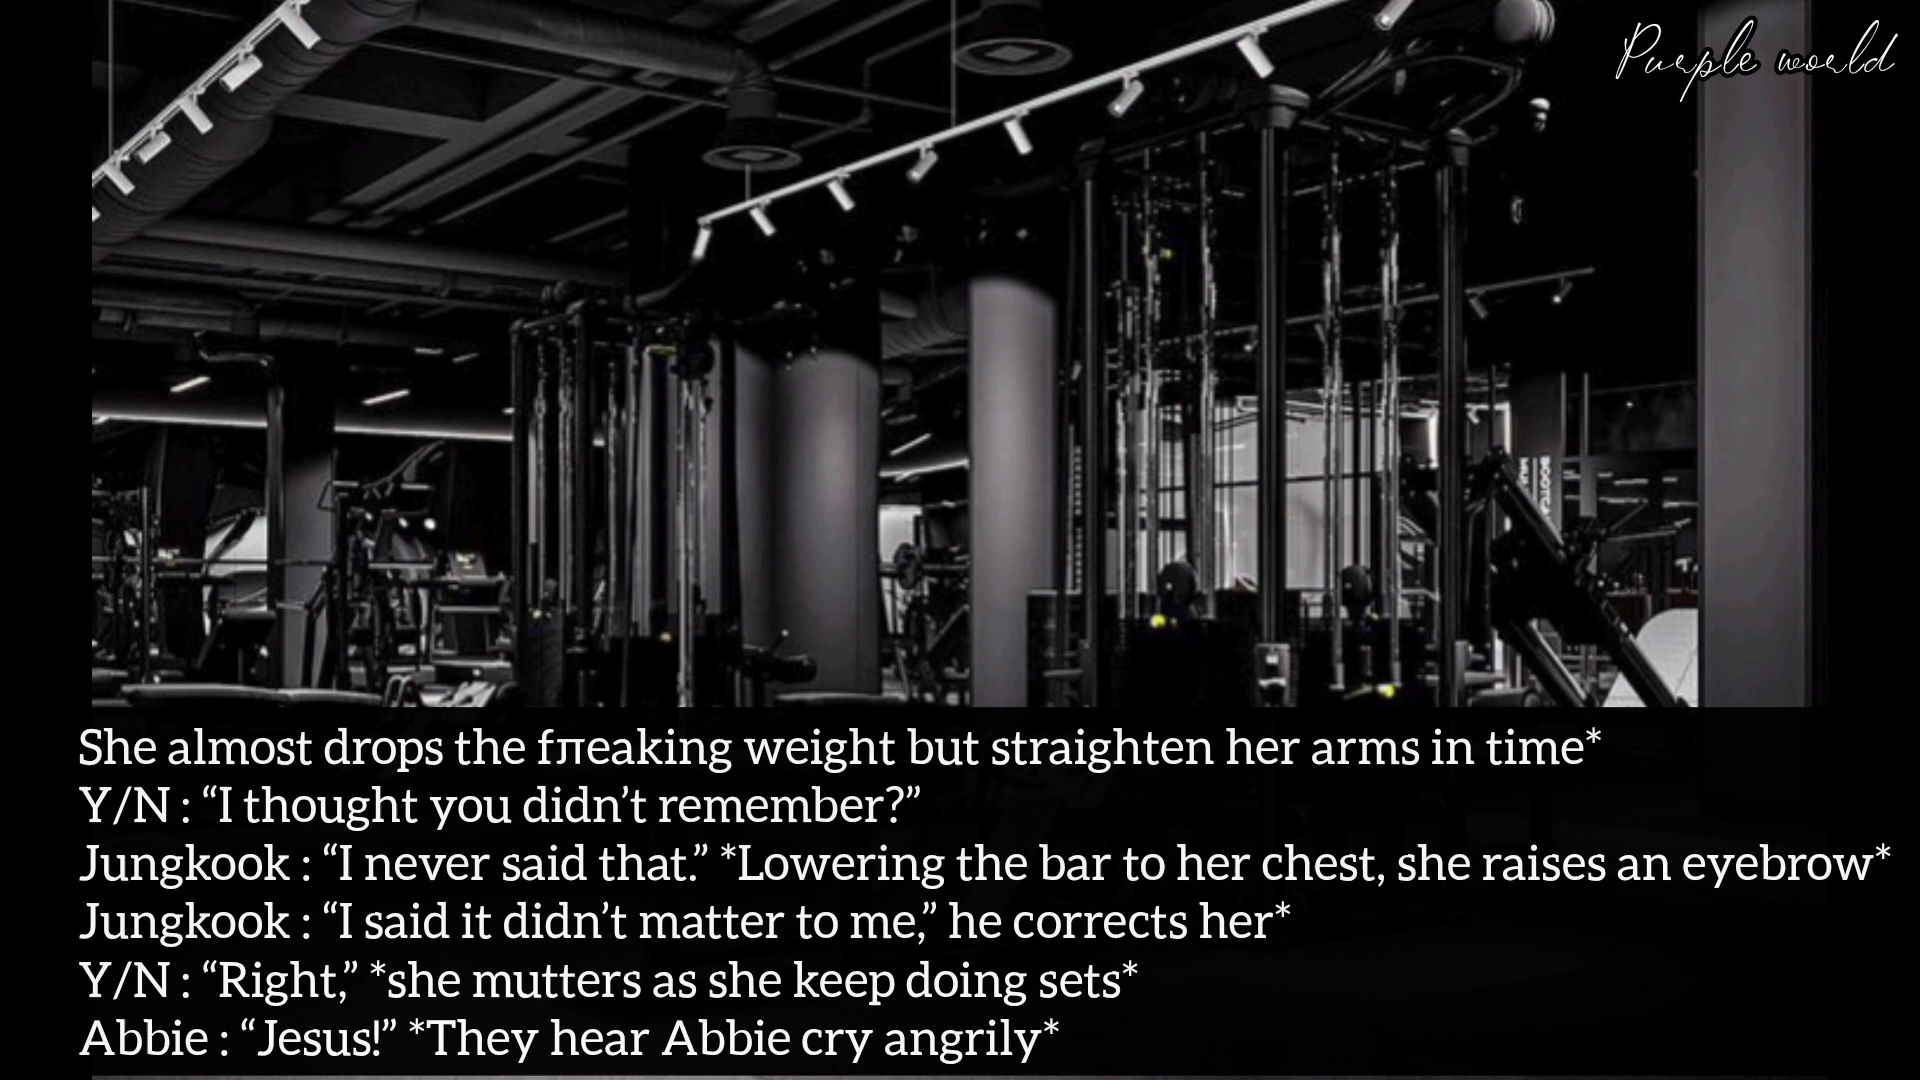 Purple world
She almost drops the fπeaking weight but straighten her arms in time*
Y/N : “I thought you didn’t remember?”
Jungkook : “I never said that.” *Lowering the bar to her chest, she raises an eyebrow*
Jungkook : “I said it didn’t matter to me,” he corrects her*
Y/N : “Right,” *she mutters as she keep doing sets*
Abbie : “Jesus!” *They hear Abbie cry angrily*